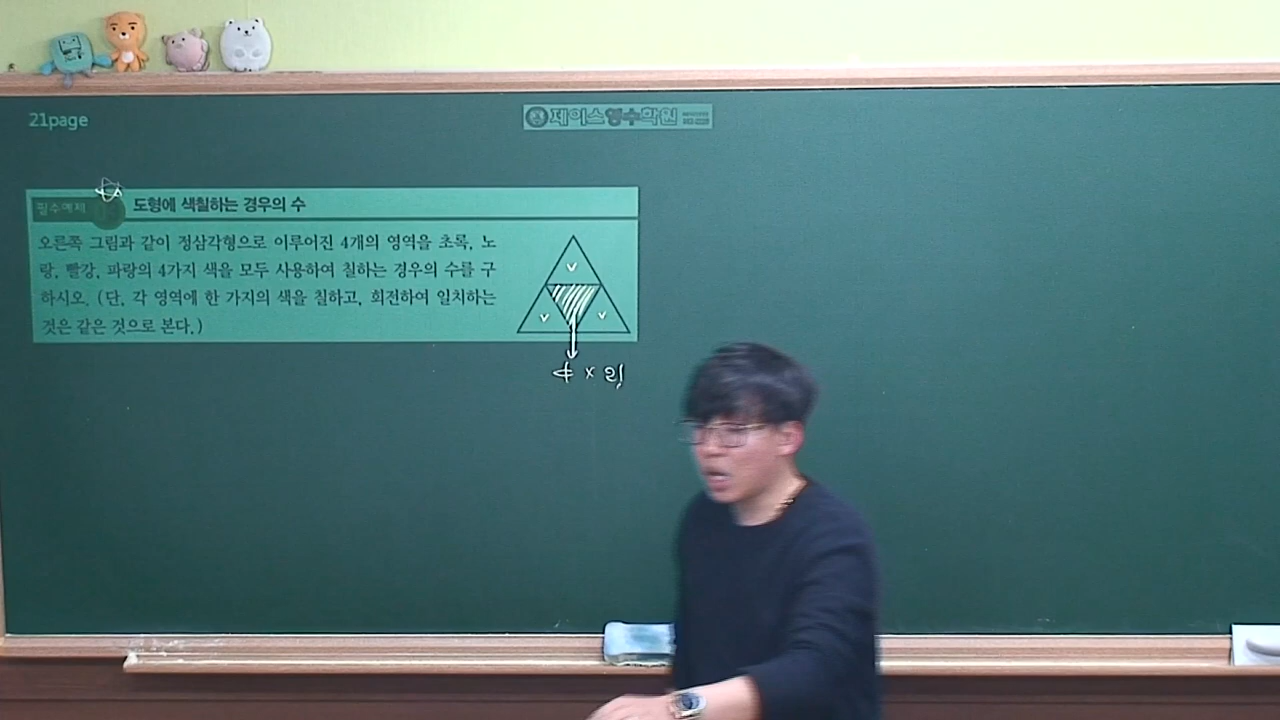 21page
제이스영수학원
필수예제
도형에 색칠하는 경우의 수
오른쪽 그림과 같이 정삼각형으로 이루어진 4개의 영역을 초록, 노
랑, 빨강, 파랑의 4가지 색을 모두 사용하여 칠하는 경우의 수를 구
하시오. (단, 각 영역에 한 가지의 색을 칠하고, 회전하여 일치하는
것은 같은 것으로 본다.)
4 × 2!